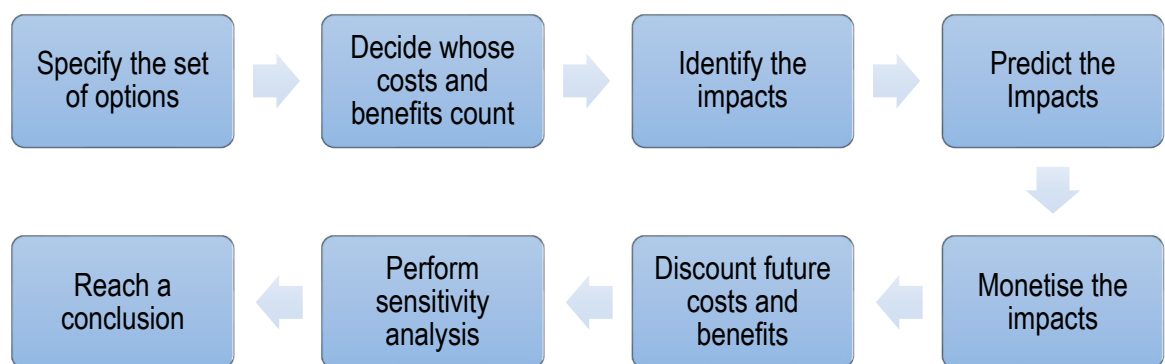 Specify the set
of options
Decide whose
costs and
benefits count
Identify the
impacts
Predict the
Impacts
Monetise the
impacts
Discount future
costs and
benefits
Perform
sensitivity
analysis
Reach a
conclusion